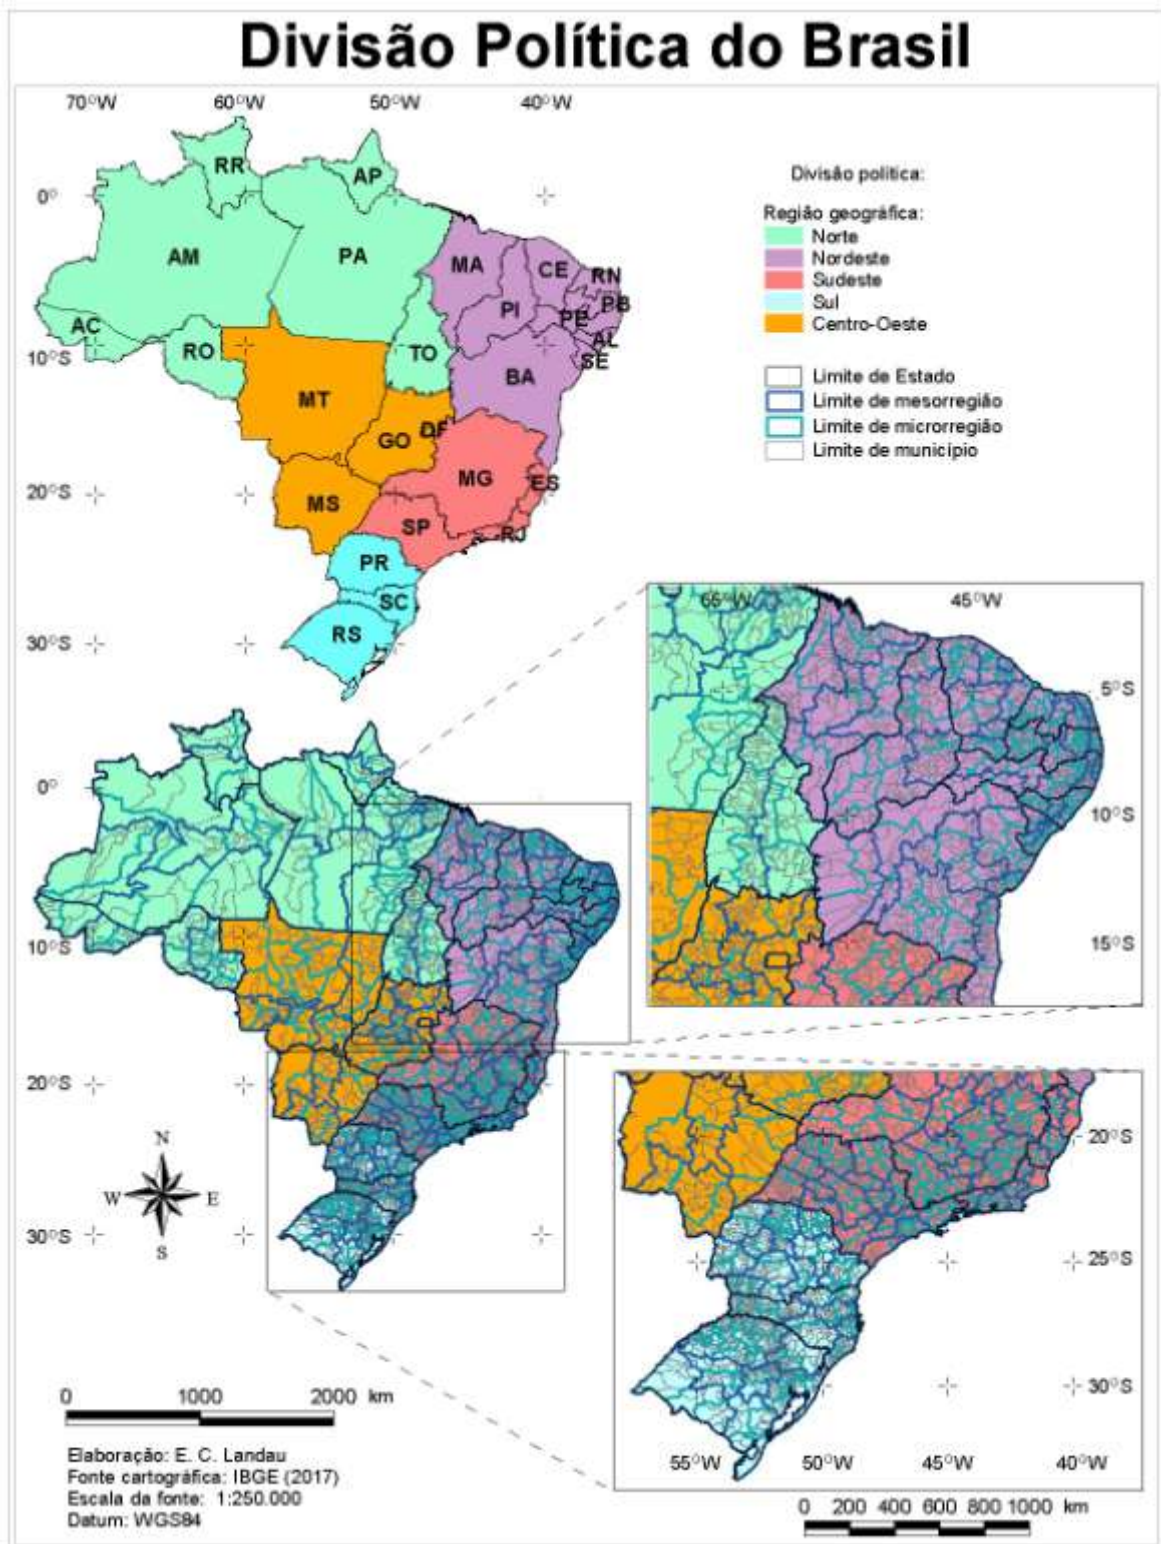 Divisão Política do Brasil
70°W 60°W 50°W 40°W
RR
AP
0°
AM
PA
MA
CE
RN
PI
PB
PE
AC
AL
RO
TO
SE
10°S
BA
MT
GO
DF
MG
ES
20°S
MS
SP
RJ
PR
SC
RS
30°S
Divisão política:
Região geográfica:
Norte
Nordeste
Sudeste
Sul
Centro-Oeste
Limite de Estado
Limite de mesorregião
Limite de microrregião
Limite de município
45°W
5°S
10°S
15°S
0°
10°S
20°S
30°S
N
W E
S
20°S
25°S
30°S
55°W 50°W 45°W 40°W
0 200 400 600 800 1000 km
0 1000 2000 km
Elaboração: E. C. Landau
Fonte cartográfica: IBGE (2017)
Escala da fonte: 1:250.000
Datum: WGS84